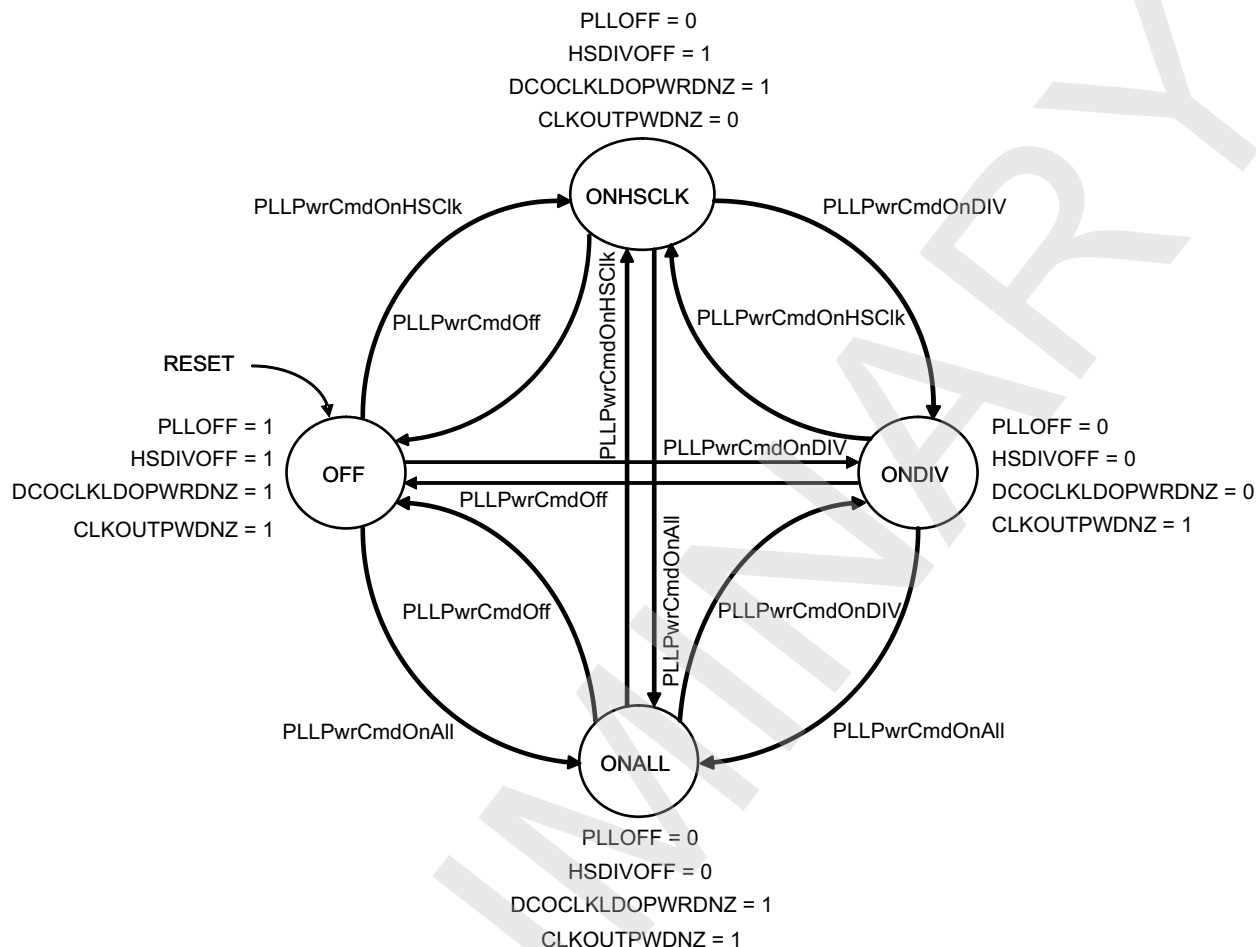 PLLOFF = 0
HSDIVOFF = 1
DCOCLKLDOPWRDNZ = 1
CLKOUTPWDNZ = 0
ONHSCLK
PLLPwrCmdOnHSClk
PLLPwrCmdOnDIV
PLLPwrCmdOff
PLLPwrCmdOnHSClk
PLLPwrCmdOnHSClk
RESET
PLLOFF = 1
HSDIVOFF = 1
DCOCLKLDOPWRDNZ = 1
CLKOUTPWDNZ = 1
OFF
PLLPwrCmdOnDIV
PLLPwrCmdOff
ONDIV
PLLOFF = 0
HSDIVOFF = 0
DCOCLKLDOPWRDNZ = 0
CLKOUTPWDNZ = 1
PLLPwrCmdOnAll
PLLPwrCmdOff
PLLPwrCmdOnDIV
PLLPwrCmdOnAll
PLLPwrCmdOnAll
ONALL
PLLOFF = 0
HSDIVOFF = 0
DCOCLKLDOPWRDNZ = 1
CLKOUTPWDNZ = 1
IMINARY